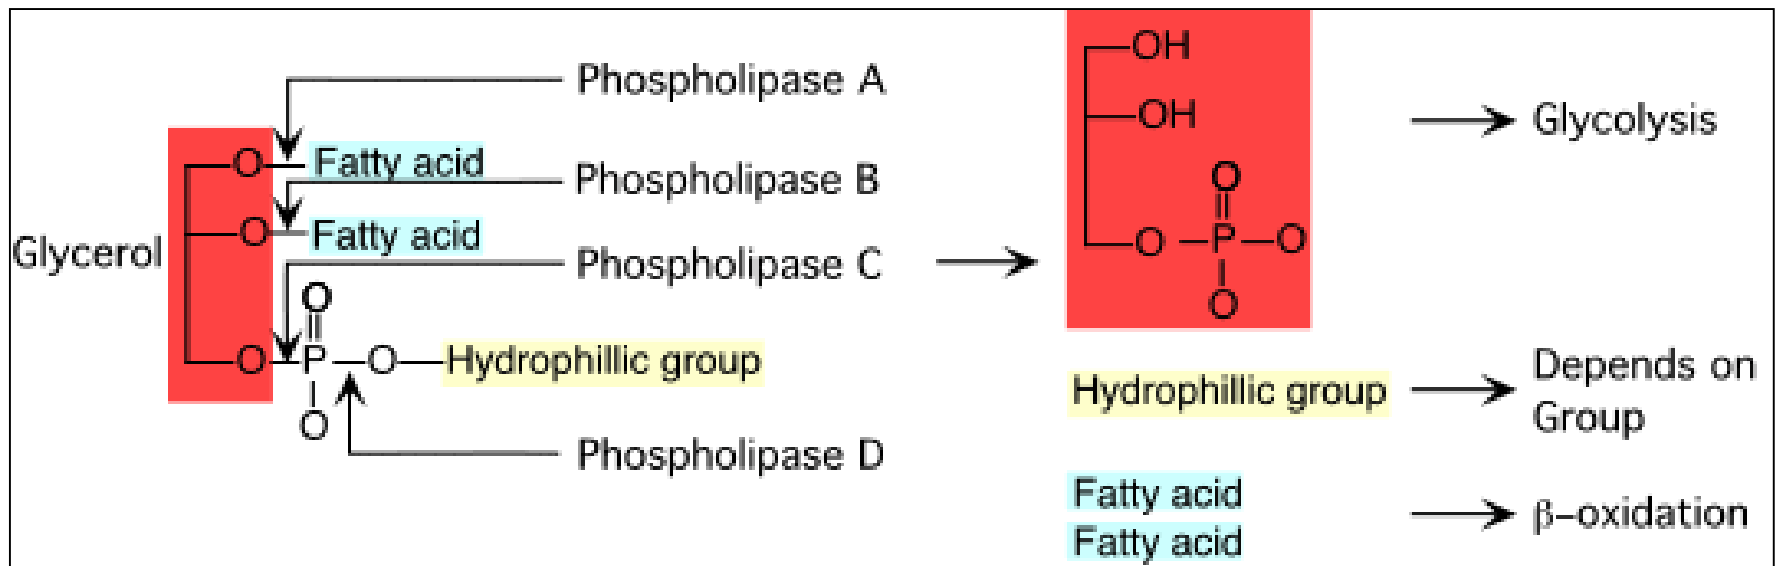 Phospholipase A
O Fatty acid
Phospholipase B
O Fatty acid
Glycerol
Phospholipase C
O
O P O Hydrophillic group
O
Phospholipase D
OH
OH
O
O P O
O
Glycolysis
Hydrophillic group
Depends on
Group
Fatty acid
Fatty acid
β–oxidation